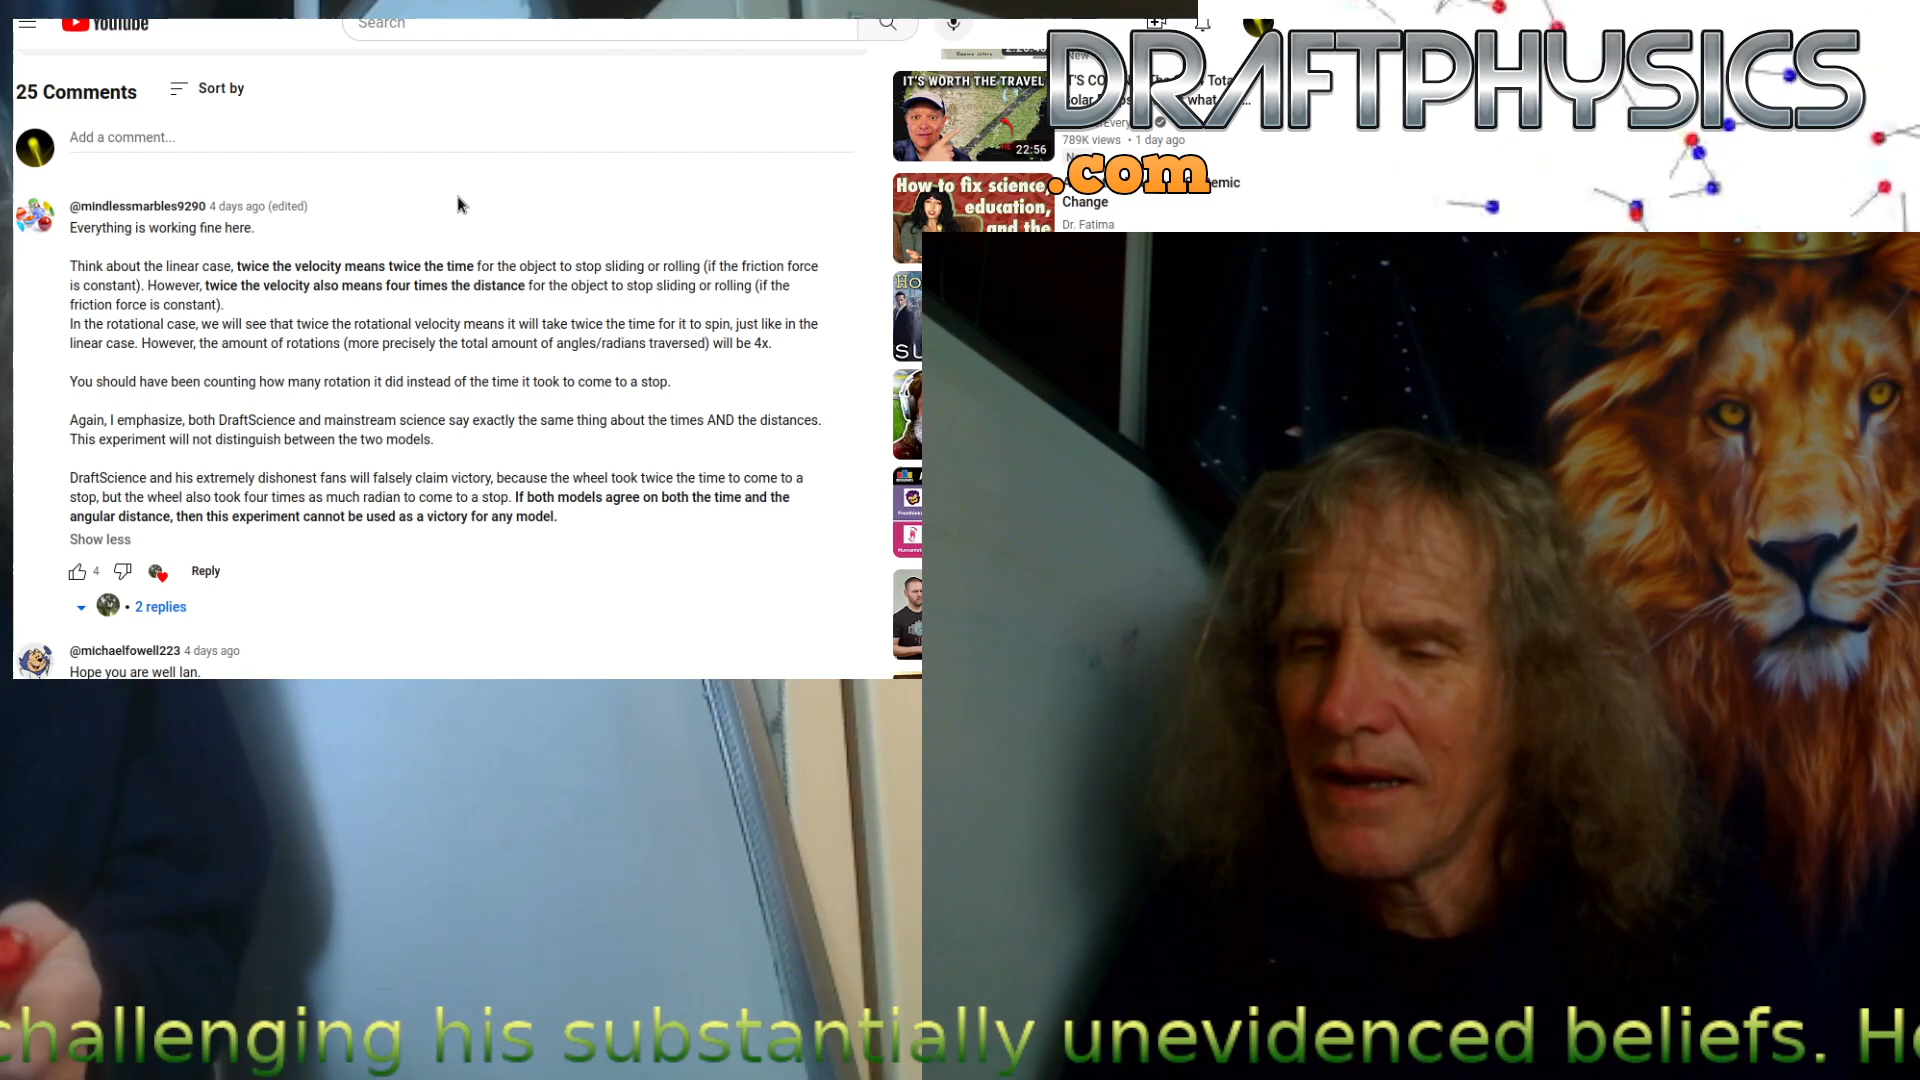 YouTube
Search
25 Comments
Sort by
Add a comment...
@mindlessmarbles9290 4 days ago (edited)
Everything is working fine here.
Think about the linear case, twice the velocity means twice the time for the object to stop sliding or rolling (if the friction force
is constant). However, twice the velocity also means four times the distance for the object to stop sliding or rolling (if the
friction force is constant).
In the rotational case, we will see that twice the rotational velocity means it will take twice the time for it to spin, just like in the
linear case. However, the amount of rotations (more precisely the total amount of angles/radians traversed) will be 4x.
You should have been counting how many rotation it did instead of the time it took to come to a stop.
Again, I emphasize, both DraftScience and mainstream science say exactly the same thing about the times AND the distances.
This experiment will not distinguish between the two models.
DraftScience and his extremely dishonest fans will falsely claim victory, because the wheel took twice the time to come to a
stop, but the wheel also took four times as much radian to come to a stop. If both models agree on both the time and the
angular distance, then this experiment cannot be used as a victory for any model.
Show less
4
Reply
2 replies
@michaelfowell223 4 days ago
Hope you are well Ian.
IT'S WORTH THE TRAVEL
22:56
789K views • 1 day ago
How to fix science,
education,
and the
Change
Dr. Fatima
DRAFTPHYSICS
.com
challenging his substantially unevidenced beliefs.